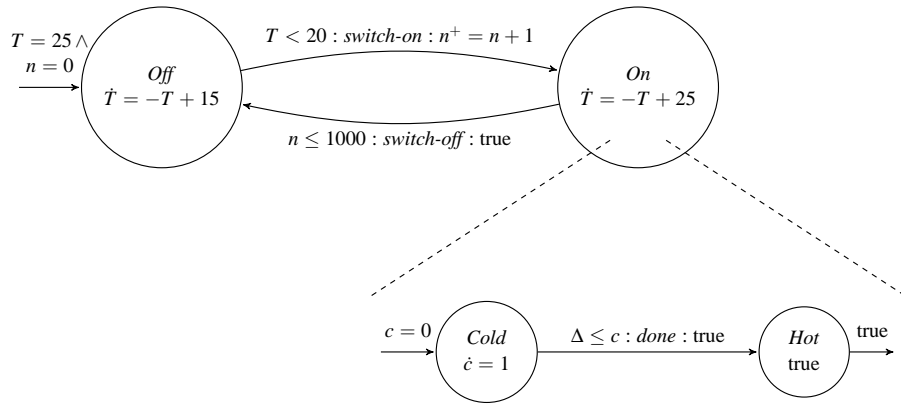 T = 25 ∧
n = 0
Off
Ṫ = −T + 15
T < 20 : switch-on : n⁺ = n + 1
On
Ṫ = −T + 25
n ≤ 1000 : switch-off : true
c = 0
Cold
ċ = 1
Δ ≤ c : done : true
Hot
true
true